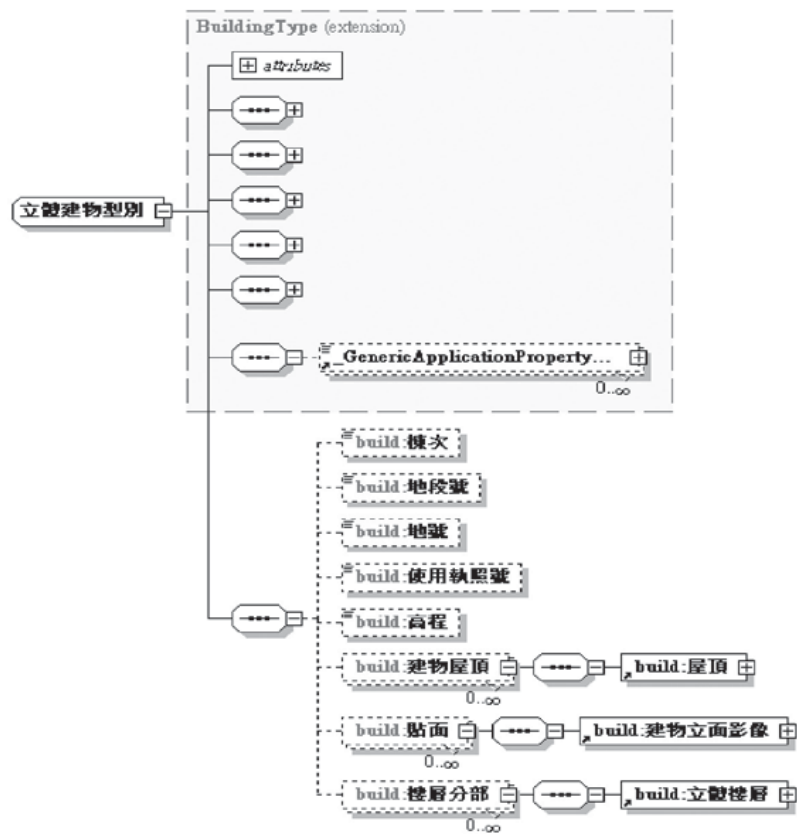 BuildingType (extension)
attributes
立體建物型別
_GenericApplicationProperty...
0..∞
build:棟次
build:地段號
build:地號
build:使用執照號
build:高程
build:建物屋頂
build:屋頂
0..∞
build:貼面
build:建物立面影像
0..∞
build:樓層分部
build:立體樓層
0..∞